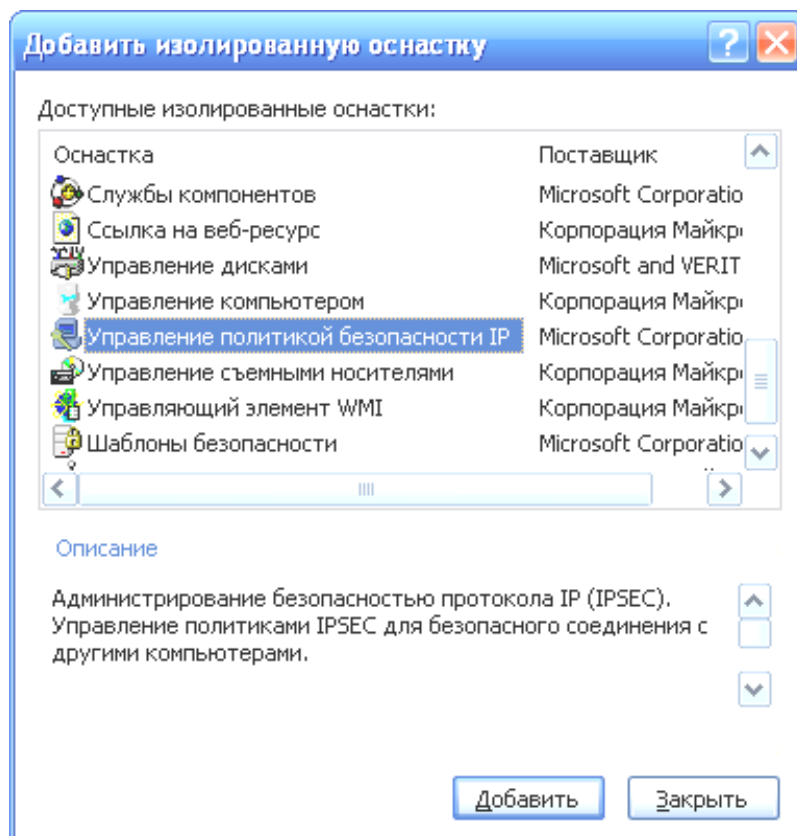 Добавить изолированную оснастку
Доступные изолированные оснастки:
Оснастка Поставщик
Службы компонентов Microsoft Corporatio
Ссылка на веб-ресурс Корпорация Майкр
Управление дисками Microsoft and VERIT
Управление компьютером Корпорация Майкр
Управление политикой безопасности IP Microsoft Corporatio
Управление съемными носителями Корпорация Майкр
Управляющий элемент WMI Корпорация Майкр
Шаблоны безопасности Microsoft Corporatio
Описание
Администрирование безопасностью протокола IP (IPSEC).
Управление политиками IPSEC для безопасного соединения с
другими компьютерами.
Добавить Закрыть